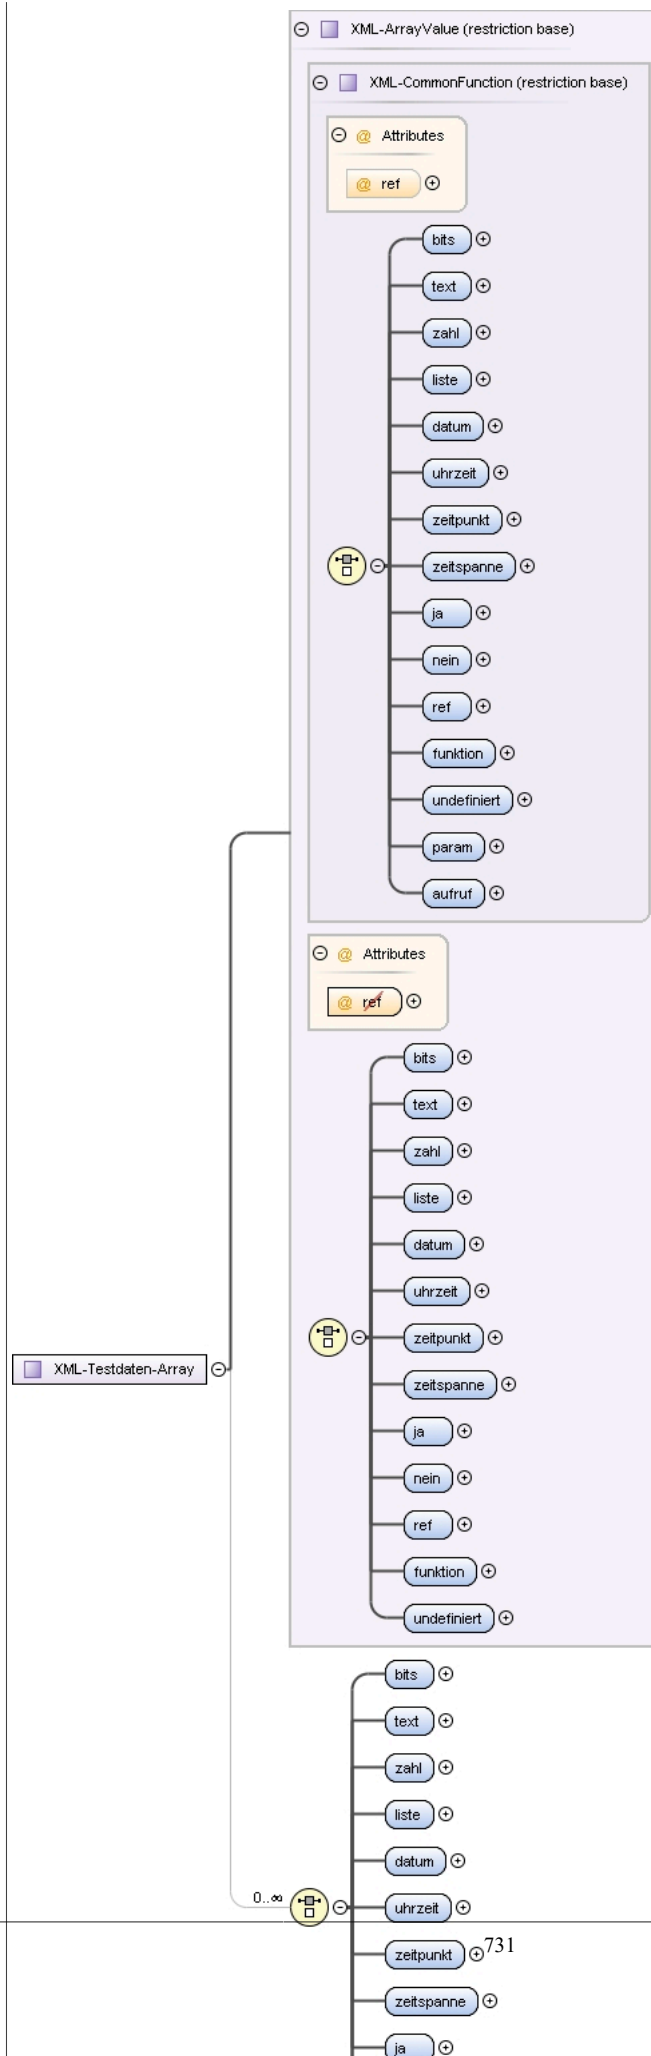 XML-ArrayValue (restriction base)
XML-CommonFunction (restriction base)
@ Attributes
@ ref
bits
text
zahl
liste
datum
uhrzeit
zeitpunkt
zeitspanne
ja
nein
ref
funktion
undefiniert
param
aufruf
@ Attributes
@ ref
bits
text
zahl
liste
datum
uhrzeit
zeitpunkt
XML-Testdaten-Array
zeitspanne
ja
nein
ref
funktion
undefiniert
bits
text
zahl
liste
datum
0..∞
uhrzeit
zeitpunkt
731
zeitspanne
ja